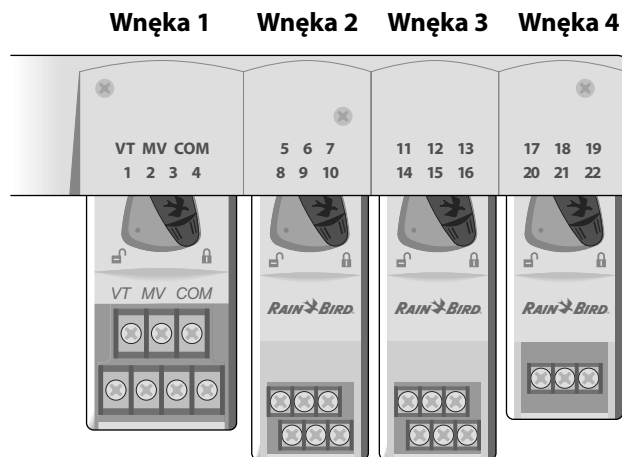 Wnęka 1 Wnęka 2 Wnęka 3 Wnęka 4
VT MV COM
1 2 3 4
5 6 7
8 9 10
11 12 13
14 15 16
17 18 19
20 21 22
VT MV COM
RAIN BIRD.
RAIN BIRD.
RAIN BIRD.